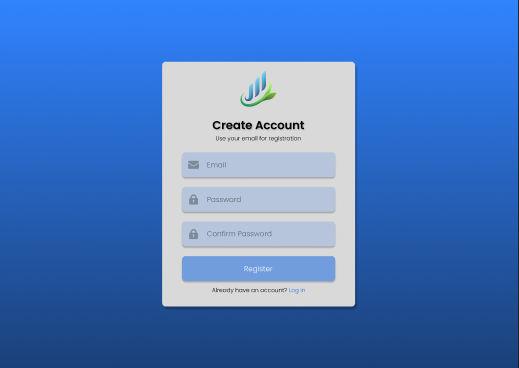 Create Account
Use your email for registration
Email
Password
Confirm Password
Register
Already have an account? Log in